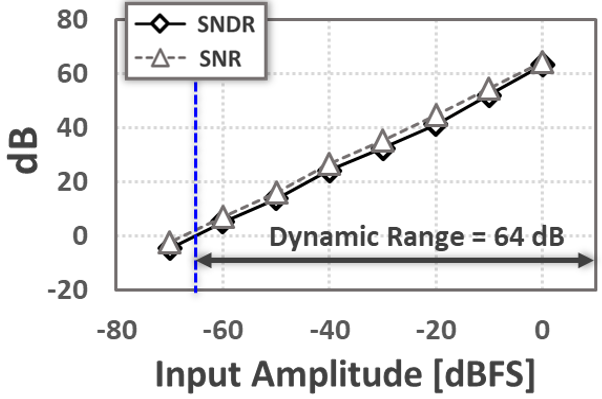 SNDR
SNR
80
60
40
20
0
-20
dB
Dynamic Range = 64 dB
-80 -60 -40 -20 0
Input Amplitude [dBFS]